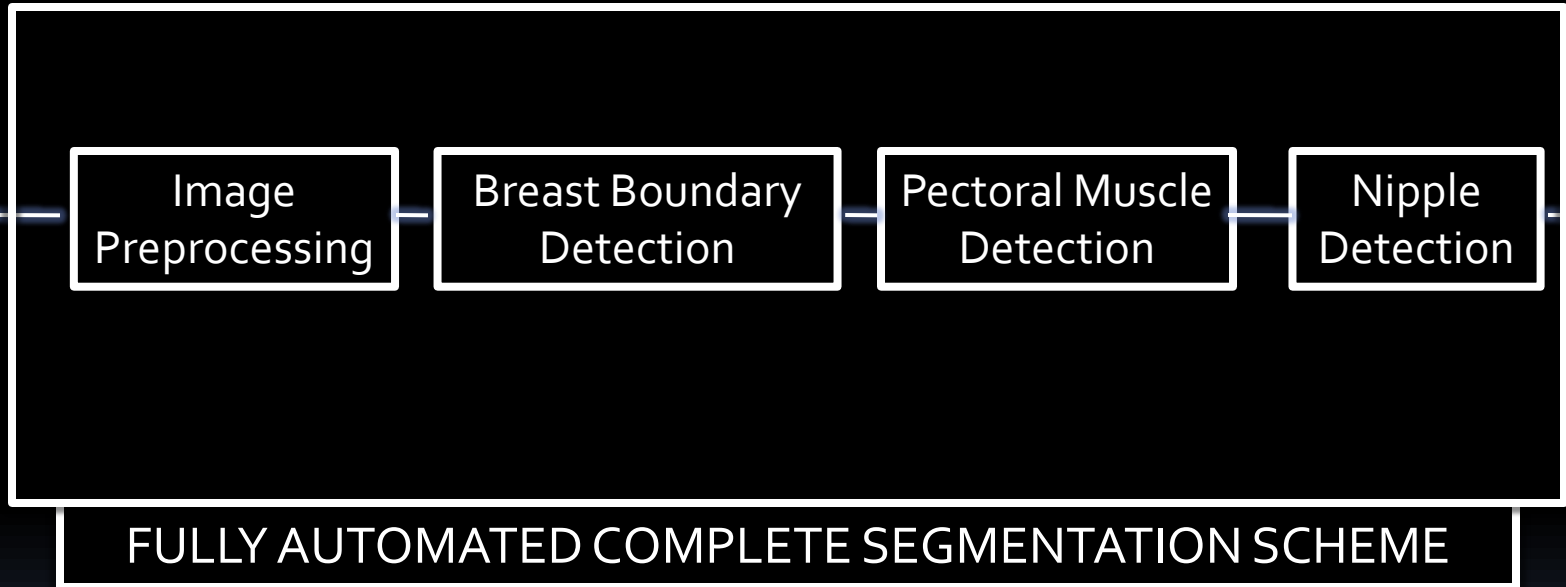 Image
Preprocessing
Breast Boundary
Detection
Pectoral Muscle
Detection
Nipple
Detection
FULLY AUTOMATED COMPLETE SEGMENTATION SCHEME